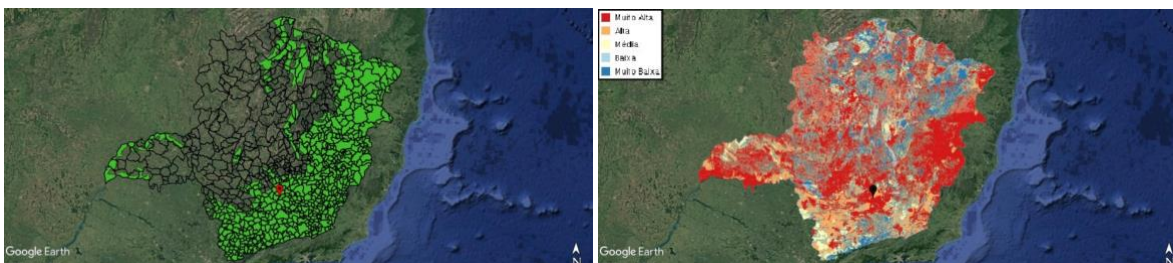 Google Earth
N
Muito Alta
Alta
Média
Baixa
Muito Baixa
Google Earth
N